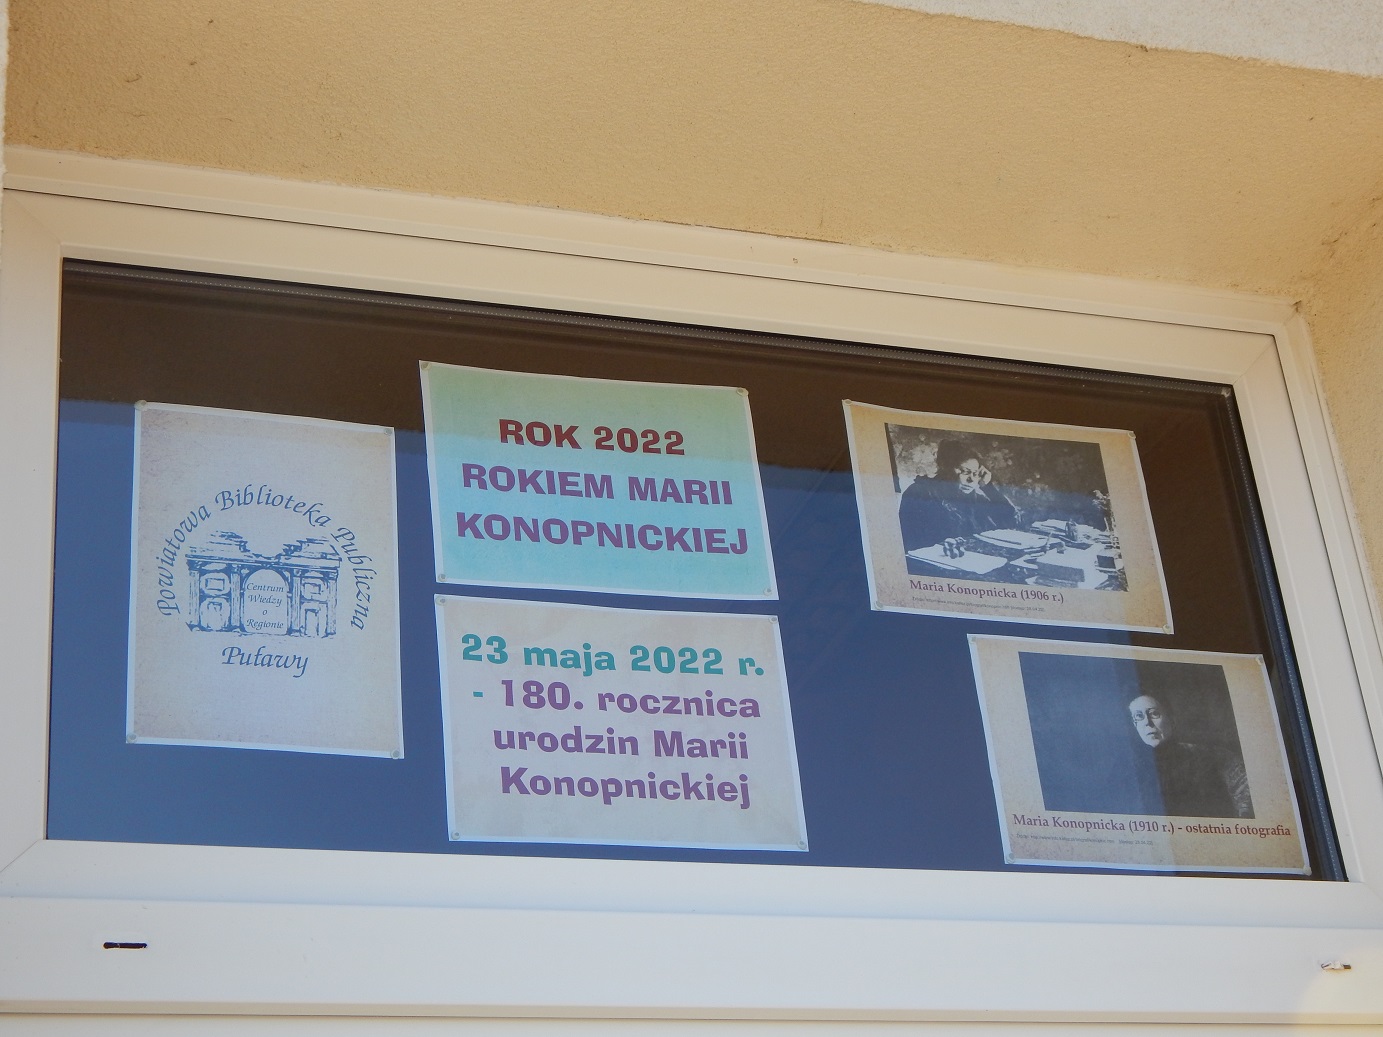 Powiatowa Biblioteka Publiczna
Centrum
Wiedzy
o
Regionie
Puławy
ROK 2022
ROKIEM MARII
KONOPNICKIEJ
23 maja 2022 r.
- 180. rocznica
urodzin Marii
Konopnickiej
Maria Konopnicka (1906 r.)
Maria Konopnicka (1910 r.) - ostatnia fotografia